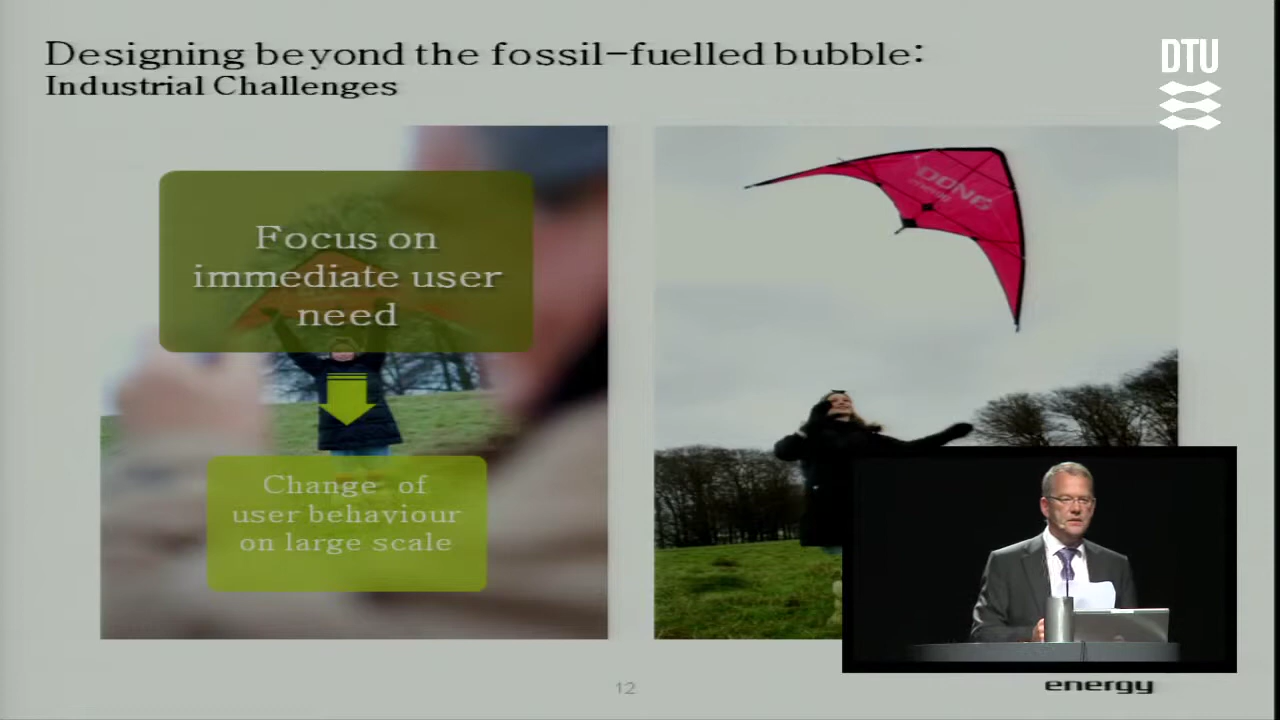 Designing beyond the fossil-fuelled bubble:
Industrial Challenges
DTU
DONG
energy
Focus on
immediate user
need
Change of
user behaviour
on large scale
12
energy